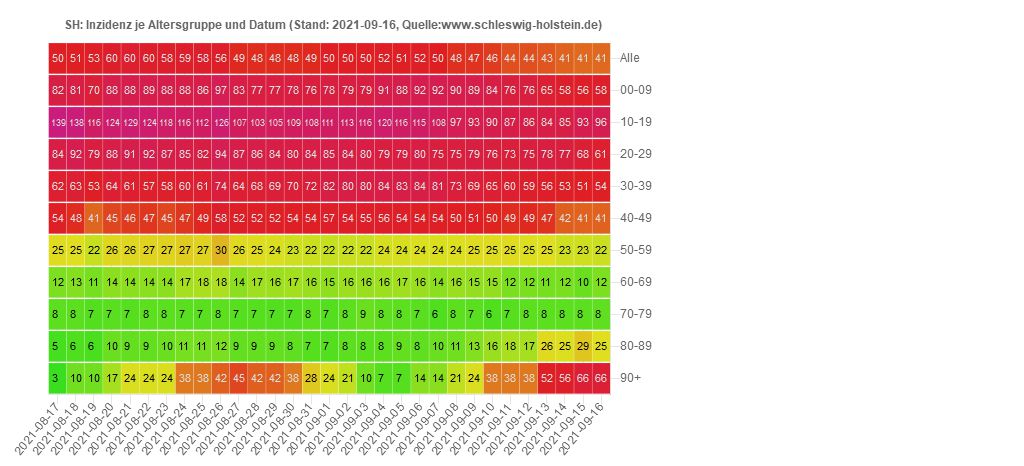 SH: Inzidenz je Altersgruppe und Datum (Stand: 2021-09-16, Quelle:www.schleswig-holstein.de)
50 51 53 60 60 60 58 59 58 56 49 48 48 48 49 50 50 50 52 51 52 50 48 47 46 44 44 43 41 41 41 Alle
82 81 70 88 88 89 88 88 86 97 83 77 77 78 76 78 79 79 91 88 92 92 90 89 84 76 76 65 58 56 58 00-09
139 138 116 124 129 124 118 116 112 126 107 103 105 109 108 111 113 116 120 116 115 108 97 93 90 87 86 84 85 93 96 10-19
84 92 79 88 91 92 87 85 82 94 87 86 84 80 84 85 84 80 79 79 80 75 75 79 76 73 75 78 77 68 61 20-29
62 63 53 64 61 57 58 60 61 74 64 68 69 70 72 82 80 80 84 83 84 81 73 69 65 60 59 56 53 51 54 30-39
54 48 41 45 46 47 45 47 49 58 52 52 52 54 54 57 54 55 56 54 54 54 50 51 50 49 49 47 42 41 41 40-49
25 25 22 26 26 27 27 27 27 30 26 25 24 23 22 22 22 22 24 24 24 24 24 25 25 25 25 25 23 23 22 50-59
12 13 11 14 14 14 14 17 18 18 14 17 16 17 16 15 16 16 16 17 16 14 16 15 15 12 12 11 12 10 12 60-69
8 8 7 7 7 8 8 7 7 8 7 7 7 7 8 7 8 9 8 8 7 6 8 7 6 7 8 8 8 8 8 70-79
5 6 6 10 9 9 10 11 11 12 9 9 9 8 7 7 8 8 8 9 8 10 11 13 16 18 17 26 25 29 25 80-89
3 10 10 17 24 24 24 38 38 42 45 42 42 38 28 24 21 10 7 7 14 14 21 24 38 38 38 52 56 66 66 90+
2021-08-17 2021-08-18 2021-08-19 2021-08-20 2021-08-21 2021-08-22 2021-08-23 2021-08-24 2021-08-25 2021-08-26 2021-08-27 2021-08-28 2021-08-29 2021-08-30 2021-08-31 2021-09-01 2021-09-02 2021-09-03 2021-09-04 2021-09-05 2021-09-06 2021-09-07 2021-09-08 2021-09-09 2021-09-10 2021-09-11 2021-09-12 2021-09-13 2021-09-14 2021-09-15 2021-09-16